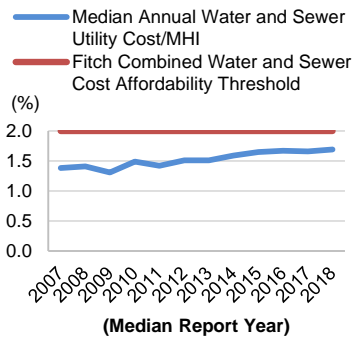 Median Annual Water and Sewer
Utility Cost/MHI
Fitch Combined Water and Sewer
Cost Affordability Threshold
(%)
2.0
1.5
1.0
0.5
0.0
2007 2008 2009 2010 2011 2012 2013 2014 2015 2016 2017 2018
(Median Report Year)